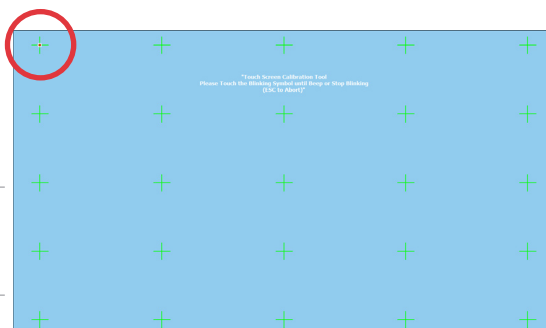 "Touch Screen Calibration Tool
Please Touch the Blinking Symbol until Beep or Stop Blinking
(ESC to Abort)"